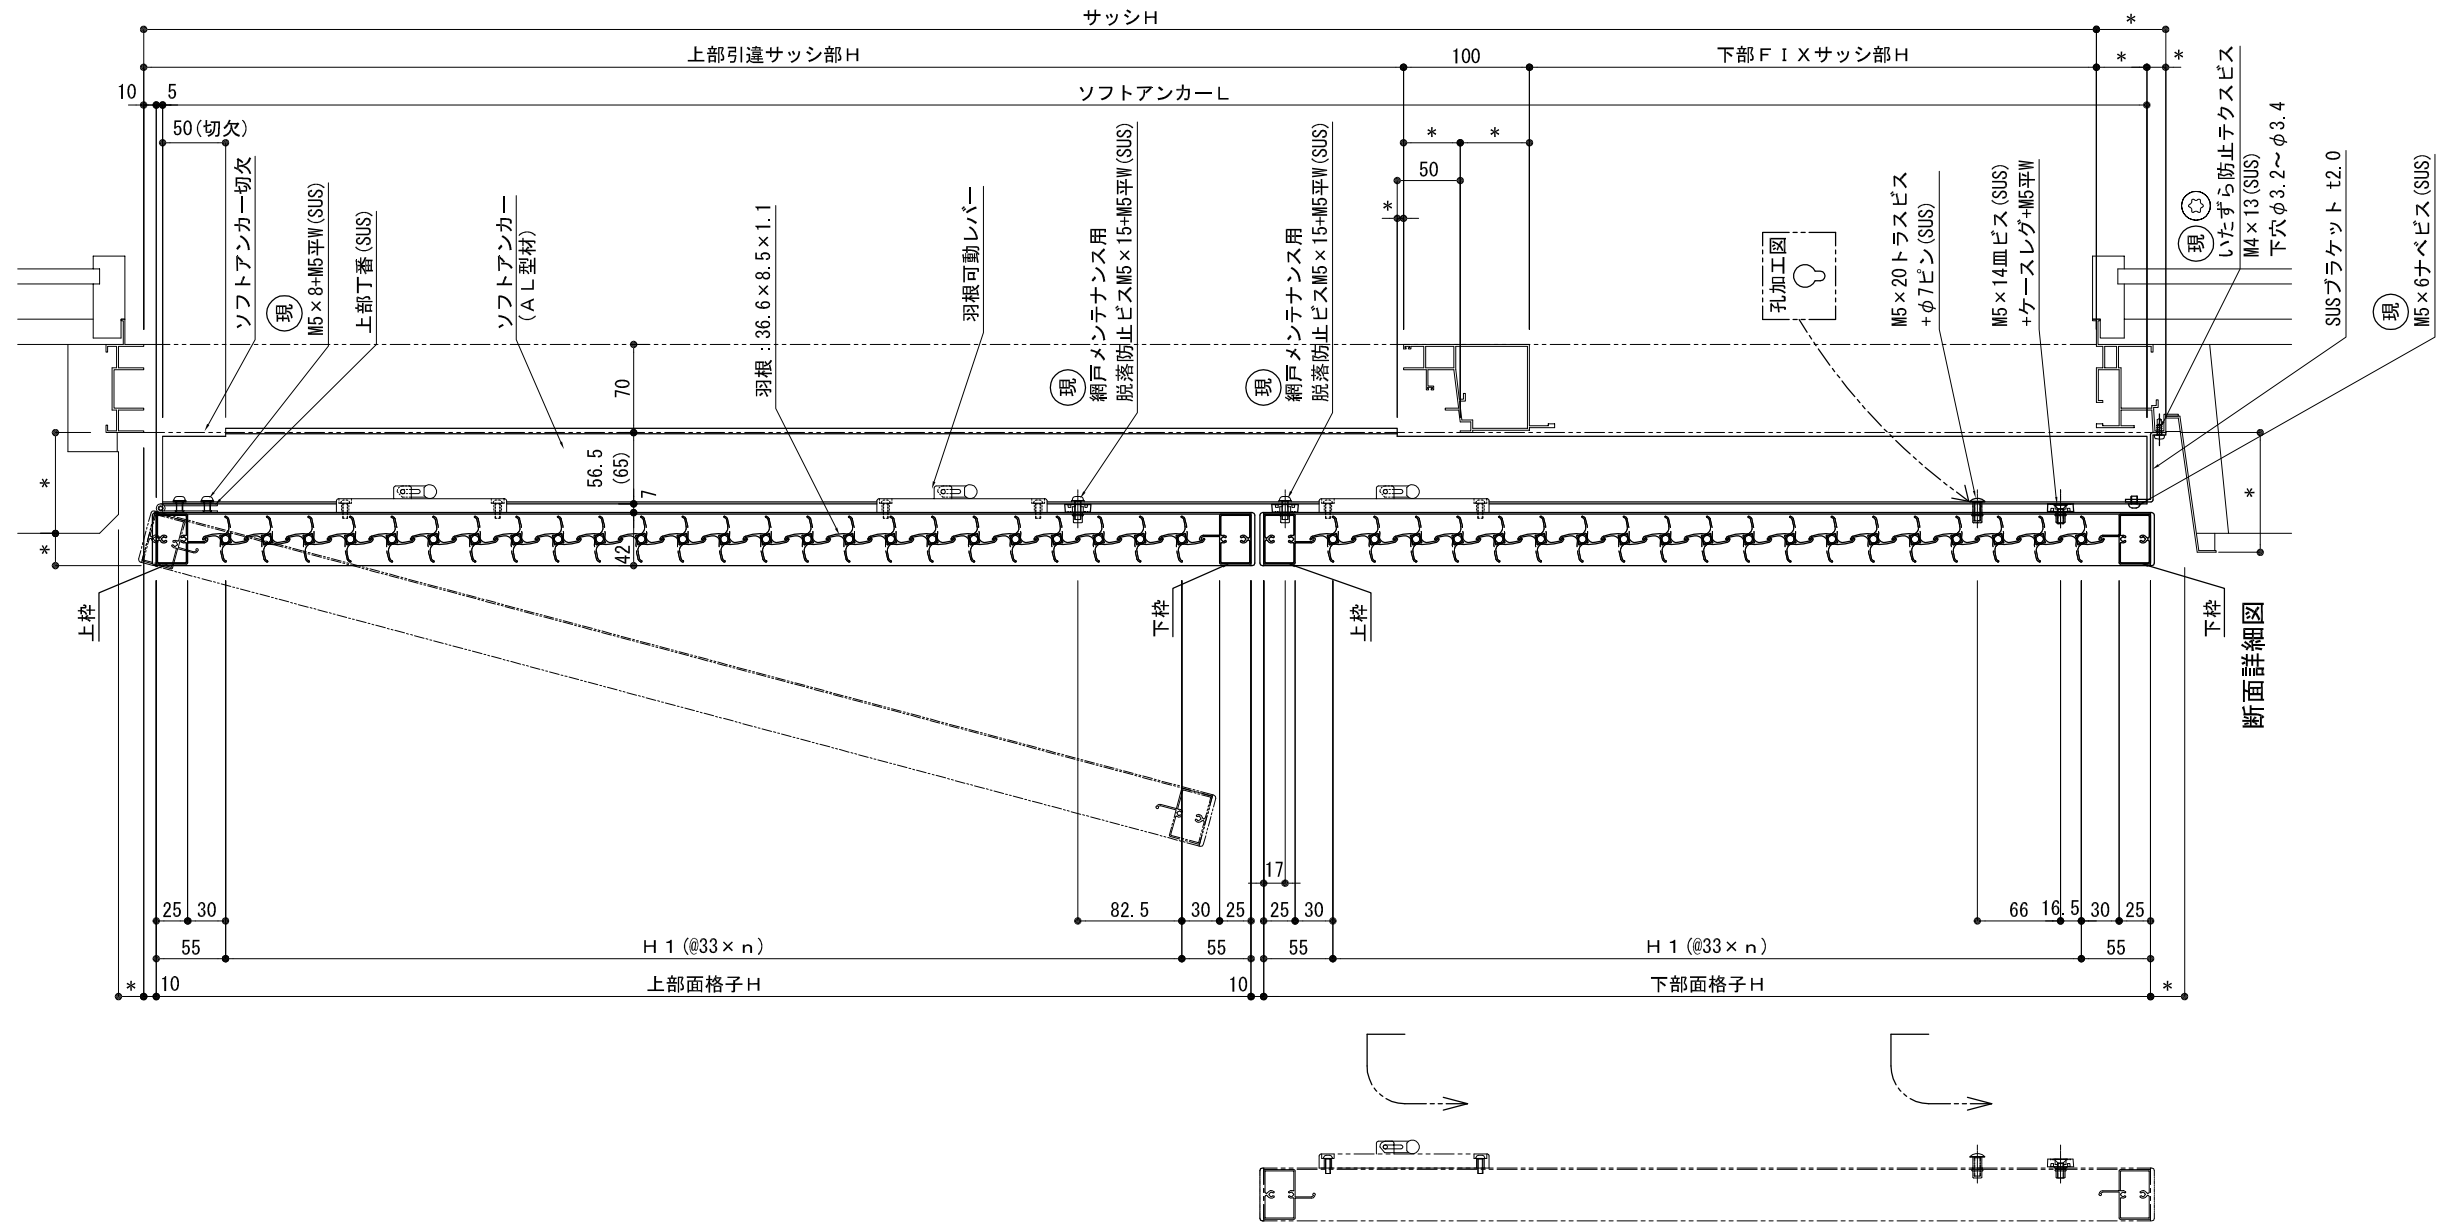 サッシH
*
上部引違サッシ部H
100
下部FIXサッシ部H
*
*
10
5
ソフトアンカーL
50(切欠)
*
*
50
*
ソフトアンカー切欠
現
M5×8+M5平W(SUS)
上部丁番(SUS)
ソフトアンカー
(AL型材)
羽根:36.6×8.5×1.1
羽根可動レバー
現
網戸メンテナンス用
脱落防止ビスM5×15+M5平W(SUS)
現
網戸メンテナンス用
脱落防止ビスM5×15+M5平W(SUS)
孔加工図
M5×20トラスビス
+φ7ピン(SUS)
M5×14皿ビス(SUS)
+ケースレグ+M5平W
現
いたずら防止テクスビス
M4×13(SUS)
下穴φ3.2~φ3.4
SUSブラケット t2.0
現
M5×6ナベビス(SUS)
70
56.5
(65)
7
42
*
*
*
上枠
下枠
上枠
下枠
断面詳細図
17
25
30
82.5
30
25
25
30
66
16.5
30
25
55
H1(@33×n)
55
55
H1(@33×n)
55
*
10
上部面格子H
10
下部面格子H
*